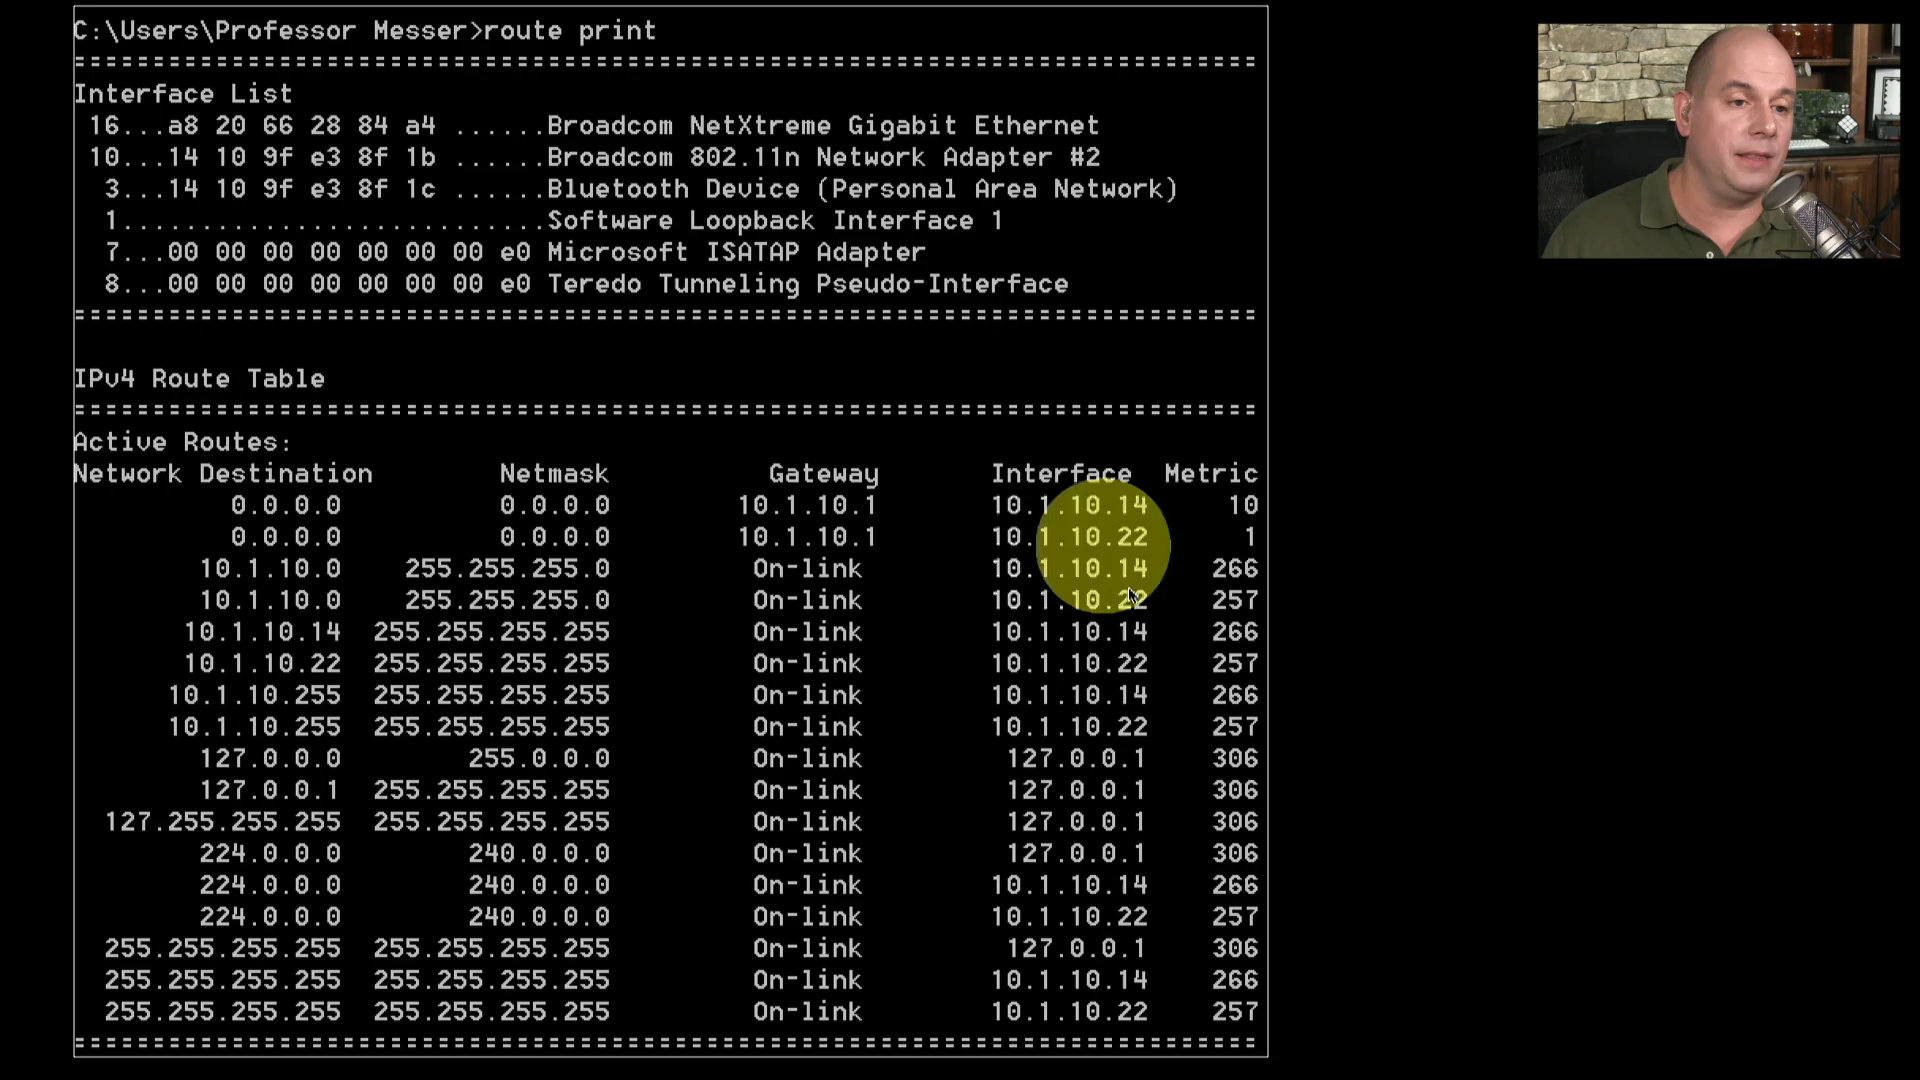 C:\Users\Professor Messer>route print
===========================================================================
Interface List
 16...a8 20 66 28 84 a4 ......Broadcom NetXtreme Gigabit Ethernet
 10...14 10 9f e3 8f 1b ......Broadcom 802.11n Network Adapter #2
  3...14 10 9f e3 8f 1c ......Bluetooth Device (Personal Area Network)
  1...........................Software Loopback Interface 1
  7...00 00 00 00 00 00 00 e0 Microsoft ISATAP Adapter
  8...00 00 00 00 00 00 00 e0 Teredo Tunneling Pseudo-Interface
===========================================================================
IPv4 Route Table
===========================================================================
Active Routes:
Network Destination        Netmask          Gateway       Interface  Metric
          0.0.0.0          0.0.0.0        10.1.10.1       10.1.10.14     10
          0.0.0.0          0.0.0.0        10.1.10.1       10.1.10.22      1
        10.1.10.0    255.255.255.0         On-link        10.1.10.14    266
        10.1.10.0    255.255.255.0         On-link        10.1.10.22    257
       10.1.10.14  255.255.255.255         On-link        10.1.10.14    266
       10.1.10.22  255.255.255.255         On-link        10.1.10.22    257
      10.1.10.255  255.255.255.255         On-link        10.1.10.14    266
      10.1.10.255  255.255.255.255         On-link        10.1.10.22    257
        127.0.0.0        255.0.0.0         On-link         127.0.0.1    306
        127.0.0.1  255.255.255.255         On-link         127.0.0.1    306
  127.255.255.255  255.255.255.255         On-link         127.0.0.1    306
        224.0.0.0        240.0.0.0         On-link         127.0.0.1    306
        224.0.0.0        240.0.0.0         On-link        10.1.10.14    266
        224.0.0.0        240.0.0.0         On-link        10.1.10.22    257
  255.255.255.255  255.255.255.255         On-link         127.0.0.1    306
  255.255.255.255  255.255.255.255         On-link        10.1.10.14    266
  255.255.255.255  255.255.255.255         On-link        10.1.10.22    257
===========================================================================